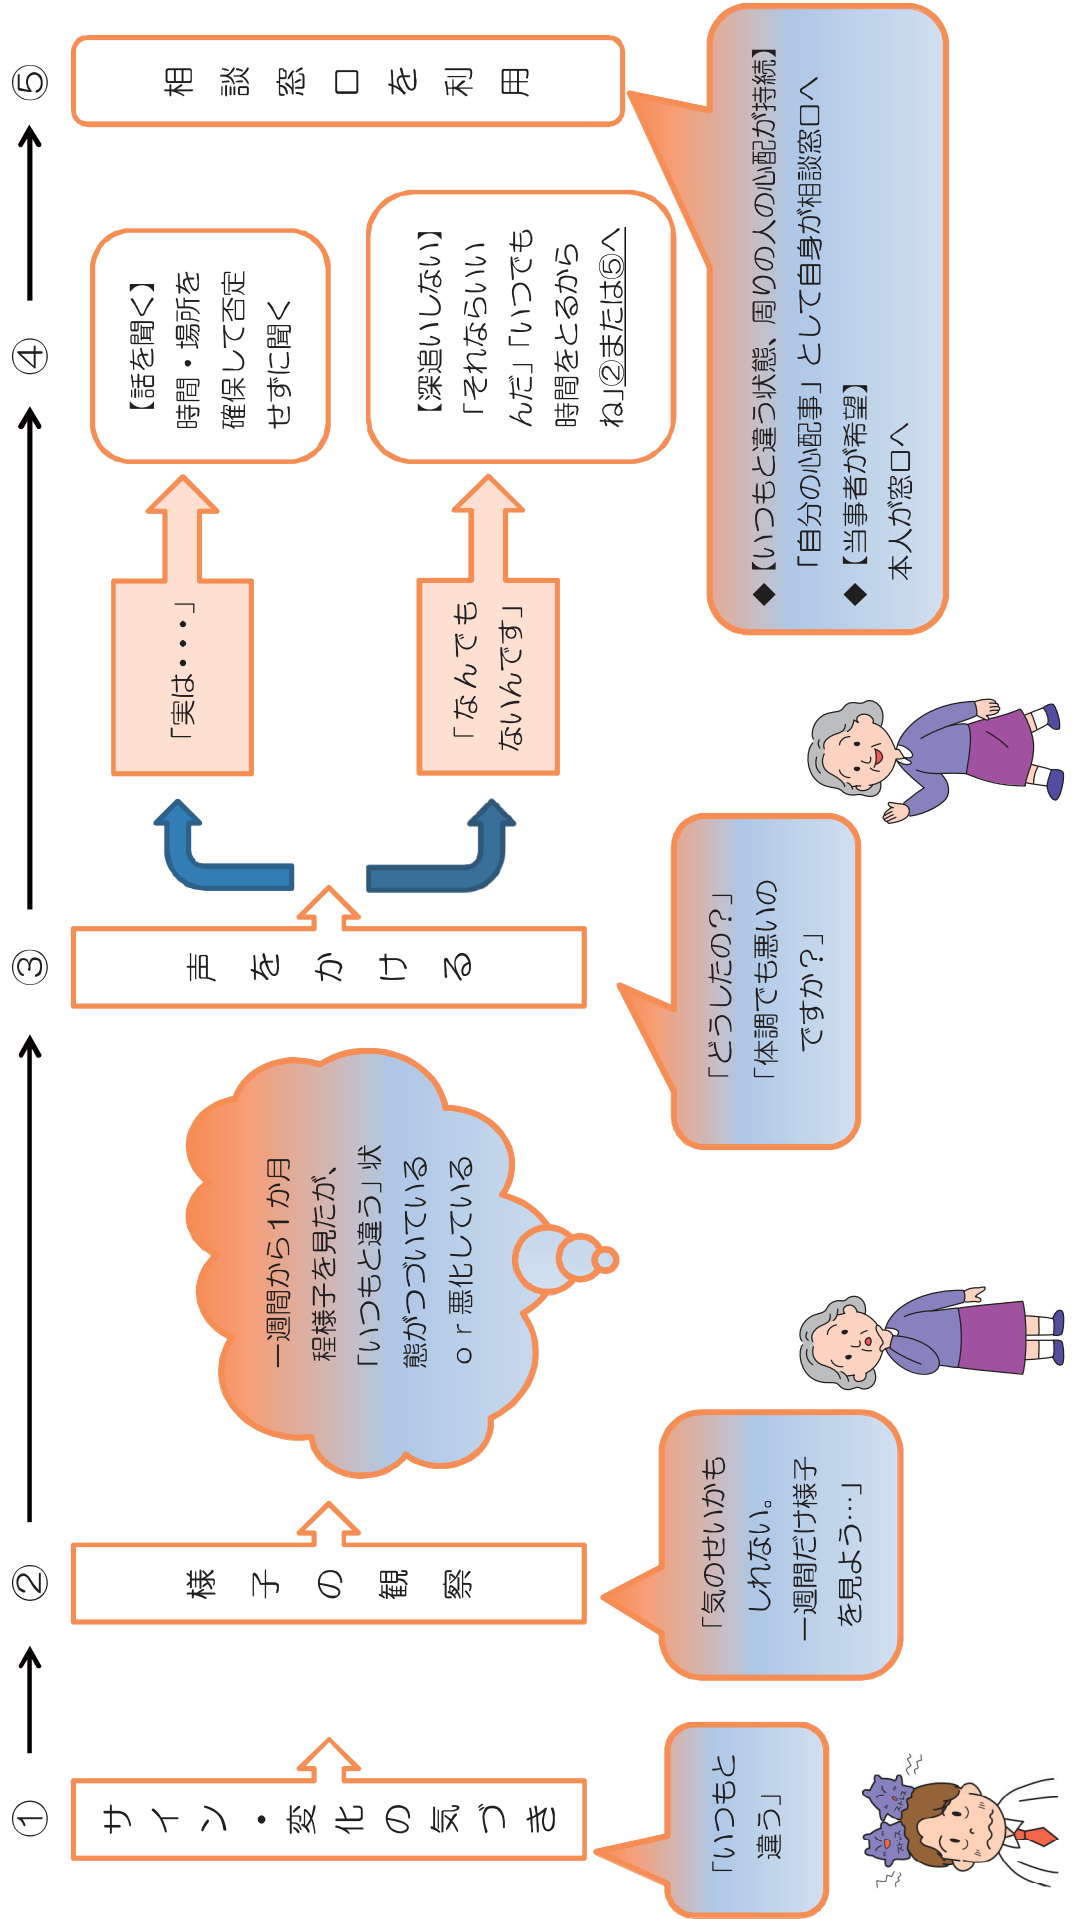 ①
サイン・変化の気づき
「いつもと
違う」
ストレス
ストレス
②
様子の観察
「気のせいかも
しれない。
一週間だけ様子
を見よう…」
一週間から１か月
程様子を見たが、
「いつもと違う」状
態がつづいている
ｏｒ悪化している
③
声をかける
「どうしたの？」
「体調でも悪いの
ですか？」
「実は・・・」
「なんでも
ないんです」
④
【話を聞く】
時間・場所を
確保して否定
せずに聞く
【深追いしない】
「それならいい
んだ」「いつでも
時間をとるから
ね」②または⑤へ
⑤
相談窓口を利用
◆【いつもと違う状態、周りの人の心配が持続】
「自分の心配事」として自身が相談窓口へ
◆【当事者が希望】
本人が窓口へ